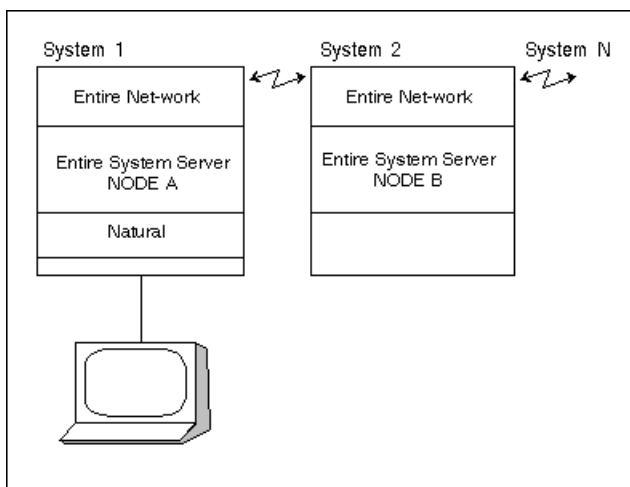 System 1
System 2
System N
Entire Net-work
Entire Net-work
Entire System Server
NODE A
Entire System Server
NODE B
Natural